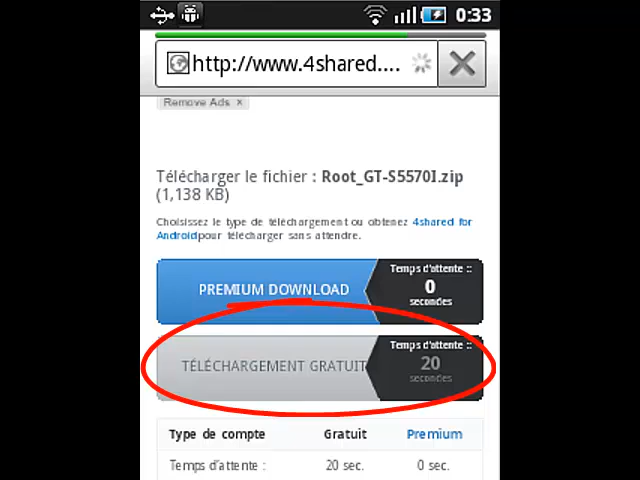 0:33
http://www.4shared....
Remove Ads ×
Télécharger le fichier : Root_GT-S5570I.zip
(1,138 KB)
Choisissez le type de téléchargement ou obtenez 4shared for
Androidpour télécharger sans attendre.
PREMIUM DOWNLOAD
Temps d'attente ::
0
secondes
TÉLÉCHARGEMENT GRATUIT
Temps d'attente ::
20
secondes
Type de compte Gratuit Premium
Temps d'attente : 20 sec. 0 sec.